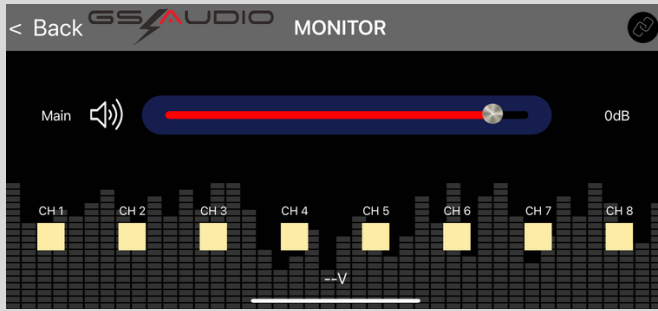 < Back GS AUDIO MONITOR
Main 0dB
CH 1 CH 2 CH 3 CH 4 CH 5 CH 6 CH 7 CH 8
--V